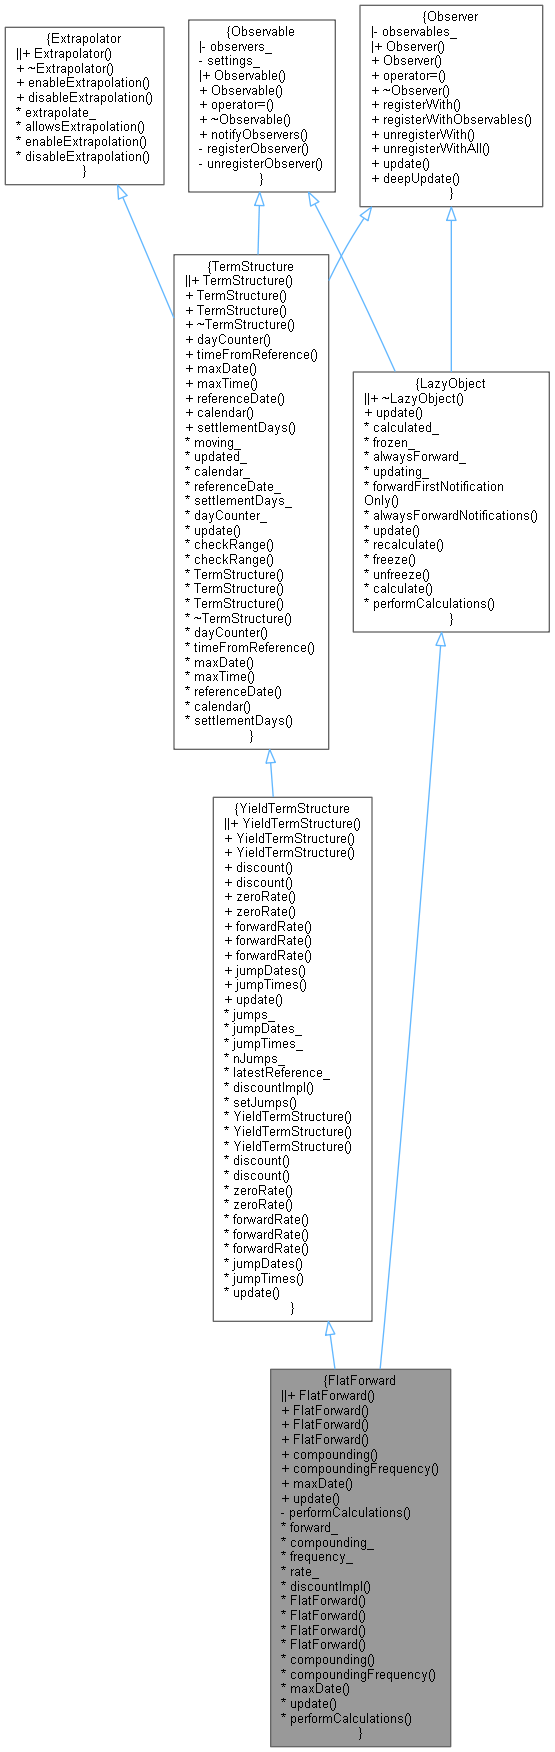 {Extrapolator
||+ Extrapolator()
+ ~Extrapolator()
+ enableExtrapolation()
+ disableExtrapolation()
* extrapolate_
* allowsExtrapolation()
* enableExtrapolation()
* disableExtrapolation()
}
{Observable
|- observers_
- settings_
|+ Observable()
+ Observable()
+ operator=()
+ ~Observable()
+ notifyObservers()
- registerObserver()
- unregisterObserver()
}
{Observer
|- observables_
|+ Observer()
+ Observer()
+ operator=()
+ ~Observer()
+ registerWith()
+ registerWithObservables()
+ unregisterWith()
+ unregisterWithAll()
+ update()
+ deepUpdate()
}
{TermStructure
||+ TermStructure()
+ TermStructure()
+ TermStructure()
+ ~TermStructure()
+ dayCounter()
+ timeFromReference()
+ maxDate()
+ maxTime()
+ referenceDate()
+ calendar()
+ settlementDays()
* moving_
* updated_
* calendar_
* referenceDate_
* settlementDays_
* dayCounter_
* update()
* checkRange()
* checkRange()
* TermStructure()
* TermStructure()
* TermStructure()
* ~TermStructure()
* dayCounter()
* timeFromReference()
* maxDate()
* maxTime()
* referenceDate()
* calendar()
* settlementDays()
}
{LazyObject
||+ ~LazyObject()
+ update()
* calculated_
* frozen_
* alwaysForward_
* updating_
* forwardFirstNotification
Only()
* alwaysForwardNotifications()
* update()
* recalculate()
* freeze()
* unfreeze()
* calculate()
* performCalculations()
}
{YieldTermStructure
||+ YieldTermStructure()
+ YieldTermStructure()
+ YieldTermStructure()
+ discount()
+ discount()
+ zeroRate()
+ zeroRate()
+ forwardRate()
+ forwardRate()
+ forwardRate()
+ jumpDates()
+ jumpTimes()
+ update()
* jumps_
* jumpDates_
* jumpTimes_
* nJumps_
* latestReference_
* discountImpl()
* setJumps()
* YieldTermStructure()
* YieldTermStructure()
* YieldTermStructure()
* discount()
* discount()
* zeroRate()
* zeroRate()
* forwardRate()
* forwardRate()
* forwardRate()
* jumpDates()
* jumpTimes()
* update()
}
{FlatForward
||+ FlatForward()
+ FlatForward()
+ FlatForward()
+ FlatForward()
+ compounding()
+ compoundingFrequency()
+ maxDate()
+ update()
- performCalculations()
* forward_
* compounding_
* frequency_
* rate_
* discountImpl()
* FlatForward()
* FlatForward()
* FlatForward()
* FlatForward()
* compounding()
* compoundingFrequency()
* maxDate()
* update()
* performCalculations()
}